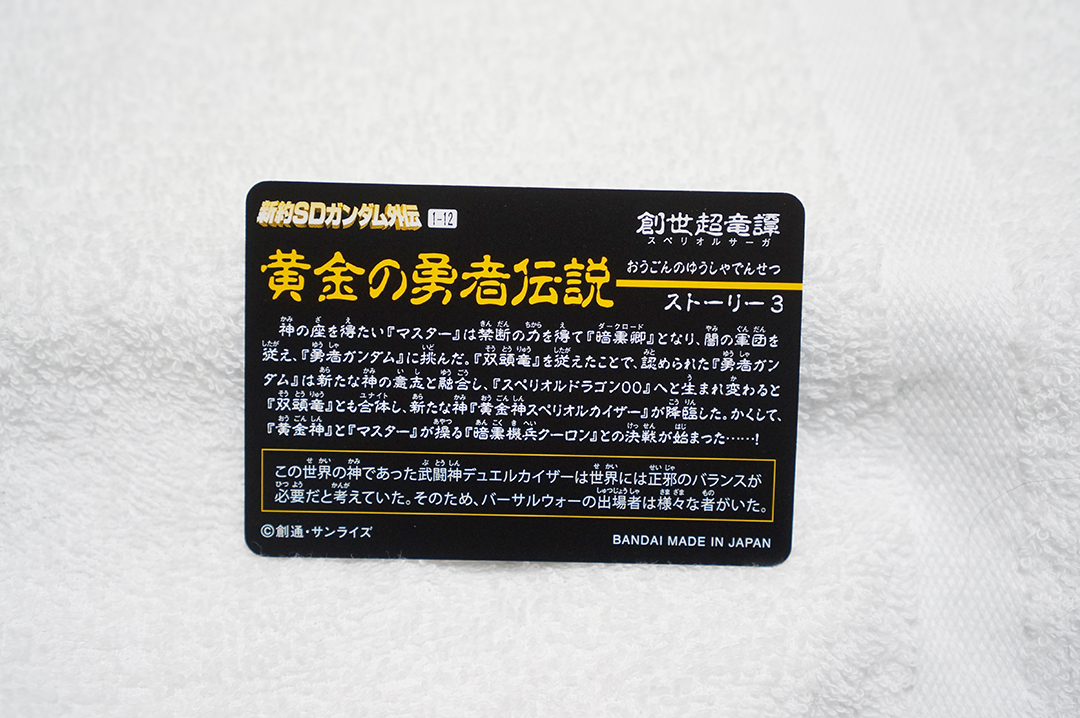 新約SDガンダム外伝 1-12
創世超竜譚
スペリオルサーガ
黄金の勇者伝説
おうごんのゆうしゃでんせつ
ストーリー3
神の座を得たい『マスター』は禁断の力を得て『暗黒卿』となり、闇の軍団を
従え、『勇者ガンダム』に挑んだ。『双頭竜』を従えたことで、認められた『勇者ガン
ダム』は新たな神の意志と融合し、『スペリオルドラゴン00』へと生まれ変わると
『双頭竜』とも合体し、新たな神『黄金神スペリオルカイザー』が降臨した。かくして、
『黄金神』と『マスター』が操る『暗黒機兵クーロン』との決戦が始まった……!
この世界の神であった武闘神デュエルカイザーは世界には正邪のバランスが
必要だと考えていた。そのため、バーサルウォーの出場者は様々な者がいた。
©創通・サンライズ
BANDAI MADE IN JAPAN